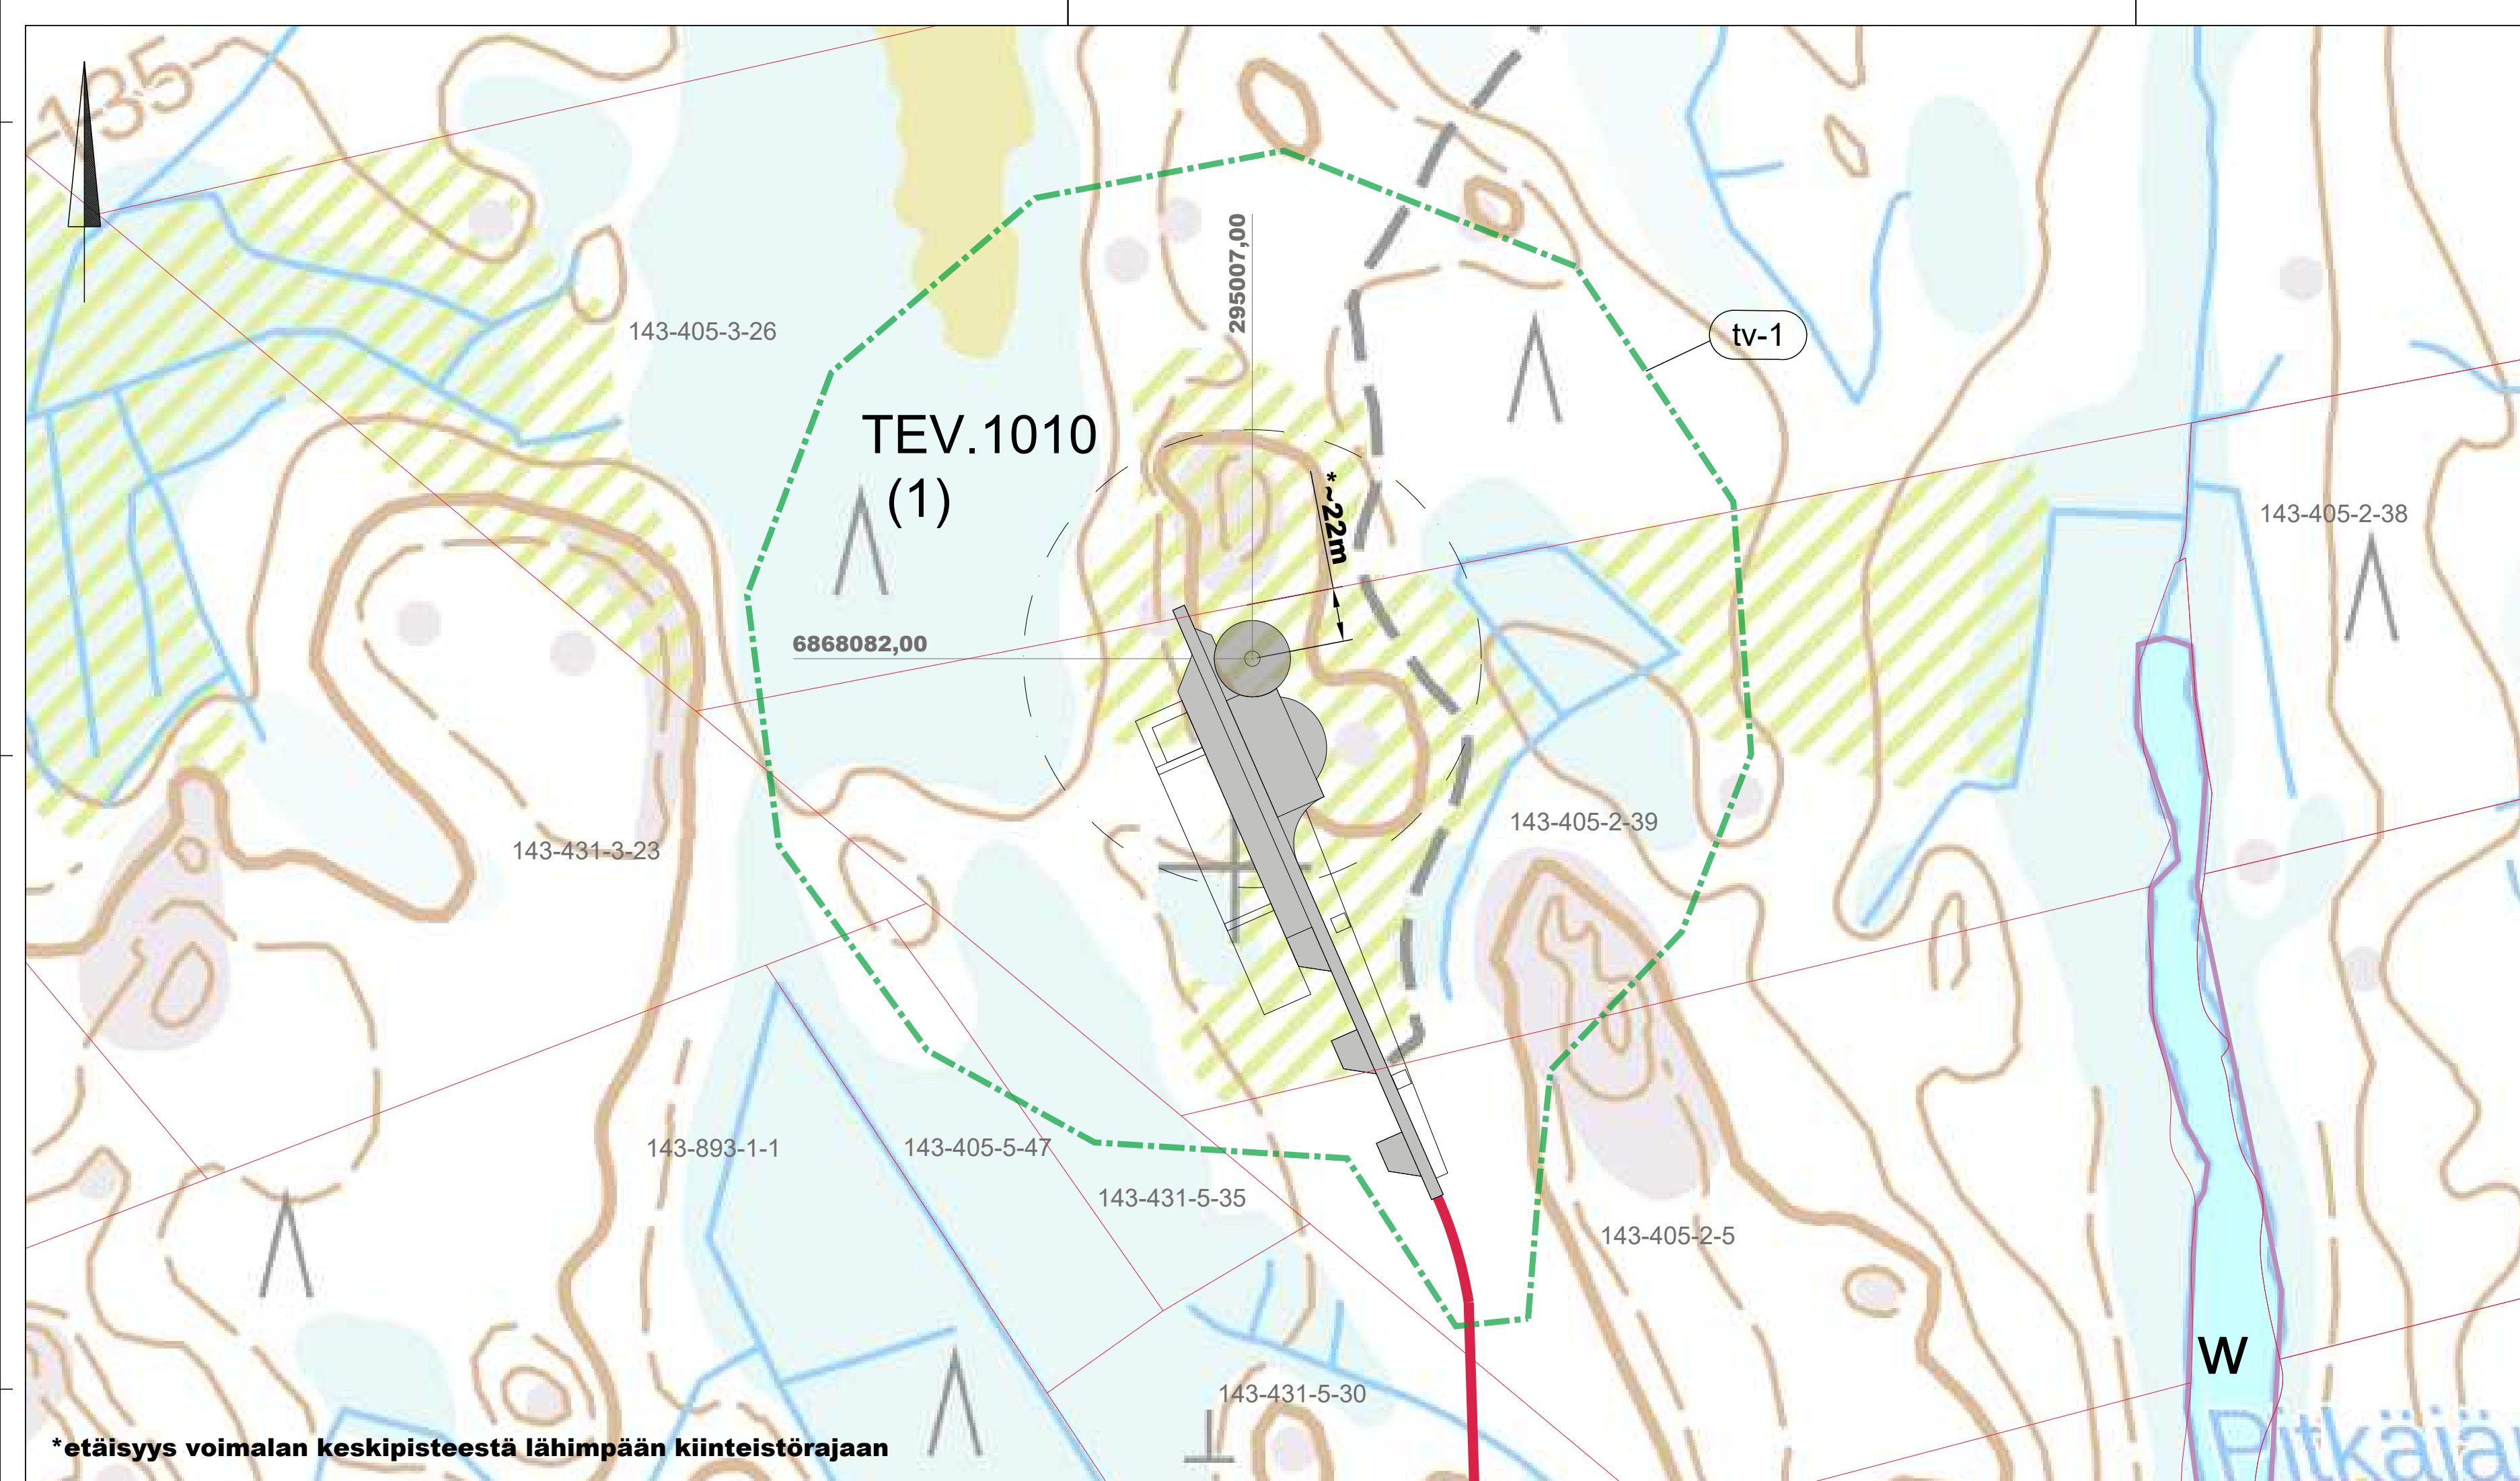 135
295007,00
tv-1
143-405-3-26
TEV.1010
(1)
*~22m
143-405-2-38
6868082,00
143-405-2-39
143-431-3-23
143-893-1-1
143-405-5-47
143-431-5-35
143-405-2-5
W
143-431-5-30
*etäisyys voimalan keskipisteestä lähimpään kiinteistörajaan